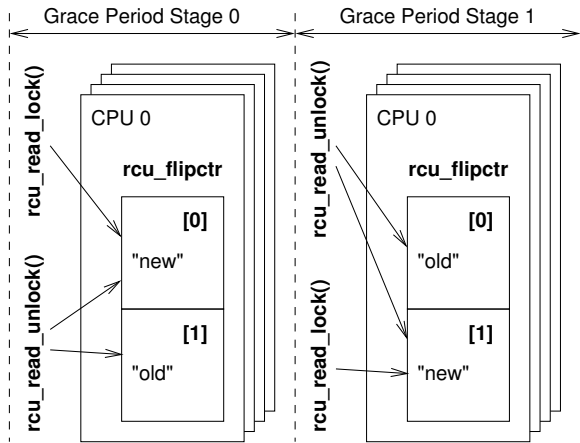 Grace Period Stage 0
Grace Period Stage 1
rcu_read_lock()
rcu_read_unlock()
CPU 0
rcu_flipctr
[0]
"new"
[1]
"old"
rcu_read_unlock()
rcu_read_lock()
CPU 0
rcu_flipctr
[0]
"old"
[1]
"new"